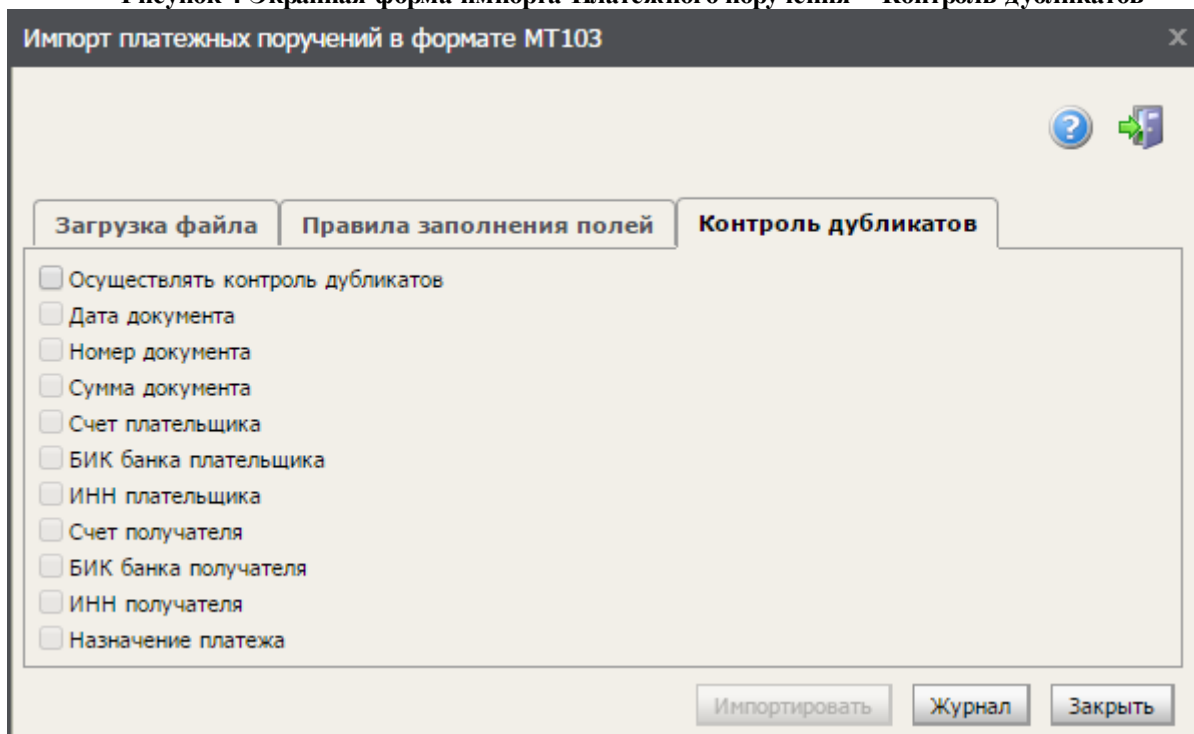 Импорт платежных поручений в формате МТ103
x
?
Загрузка файла
Правила заполнения полей
Контроль дубликатов
Осуществлять контроль дубликатов
Дата документа
Номер документа
Сумма документа
Счет плательщика
БИК банка плательщика
ИНН плательщика
Счет получателя
БИК банка получателя
ИНН получателя
Назначение платежа
Импортировать
Журнал
Закрыть